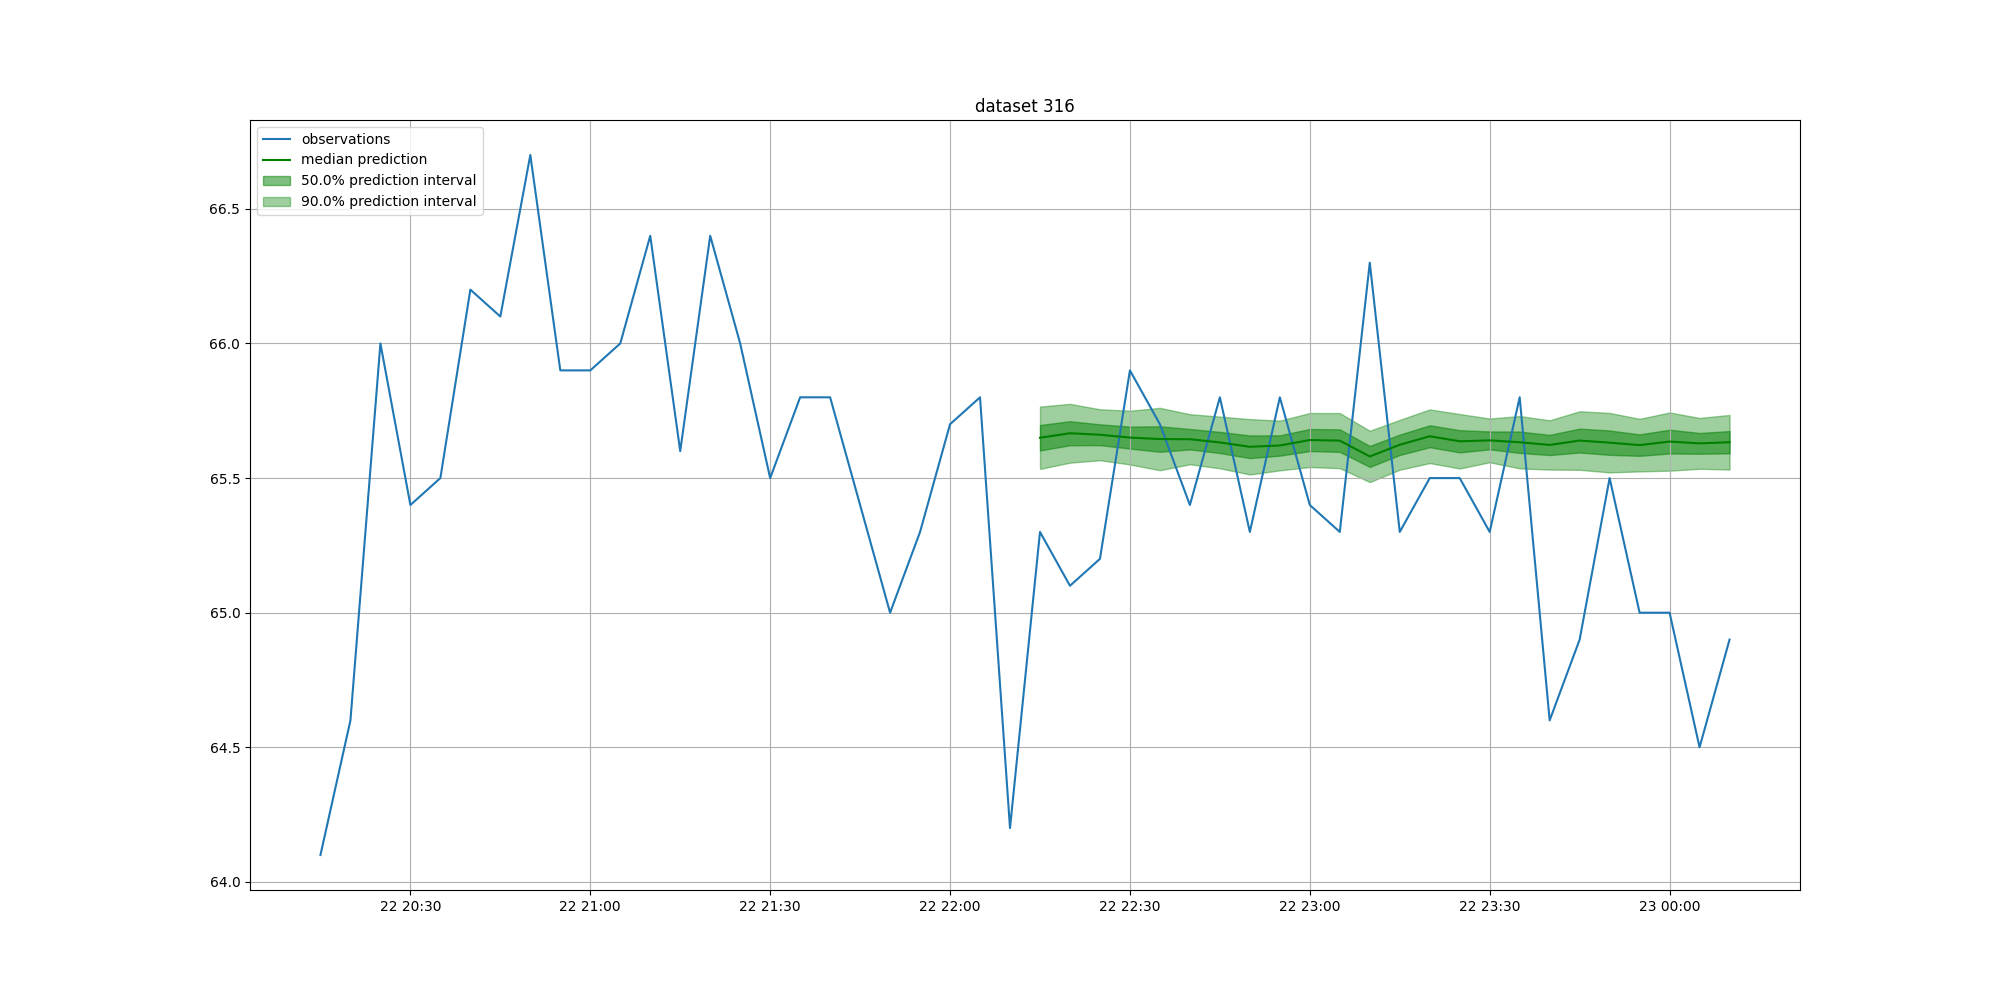 dataset 316
observations
median prediction
50.0% prediction interval
90.0% prediction interval
66.5
66.0
65.5
65.0
64.5
64.0
22 20:30
22 21:00
22 21:30
22 22:00
22 22:30
22 23:00
22 23:30
23 00:00